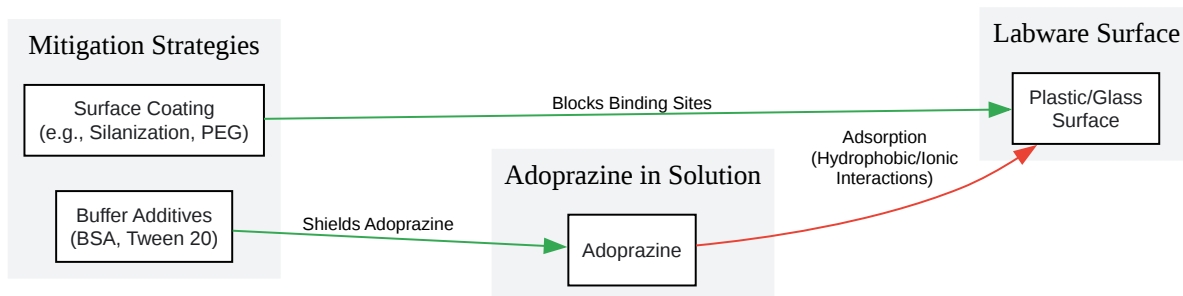 Mitigation Strategies
Surface Coating
(e.g., Silanization, PEG)
Buffer Additives
(BSA, Tween 20)
Blocks Binding Sites
Shields Adoprazine
Adoprazine in Solution
Adoprazine
Adsorption
(Hydrophobic/Ionic
Interactions)
Labware Surface
Plastic/Glass
Surface